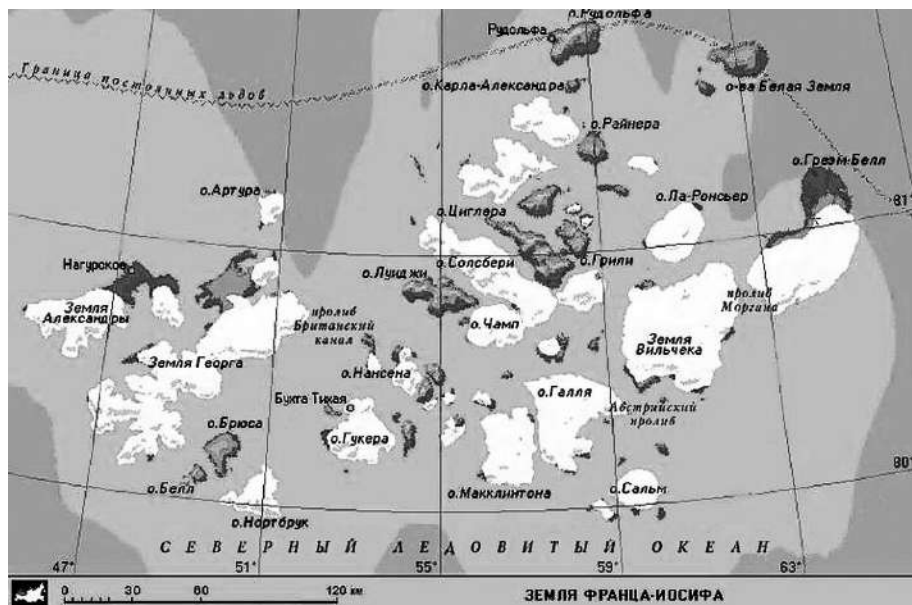 о.Рудольфа
Рудольфа
Граница постоянных льдов
о.Карла-Александра
о-ва Белая Земля
о.Райнера
о.Грээм-Белл
о.Артура
о.Ла-Ронсьер
81°
о.Циглера
Нагурское
о.Солсбери
о.Грили
о.Луиджи
Земля
Александры
пролив
Британский
канал
о.Чамп
пролив
Моргана
Земля Георга
Земля
Вильчека
о.Нансена
о.Галля
Бухта Тихая
Австрийский
пролив
о.Брюса
о.Гукера
80°
о.Белл
о.Макклинтона
о.Сальм
о.Нортбрук
СЕВЕРНЫЙ ЛЕДОВИТЫЙ ОКЕАН
47° 51° 55° 59° 63°
0 30 60 120 км
ЗЕМЛЯ ФРАНЦА-ИОСИФА